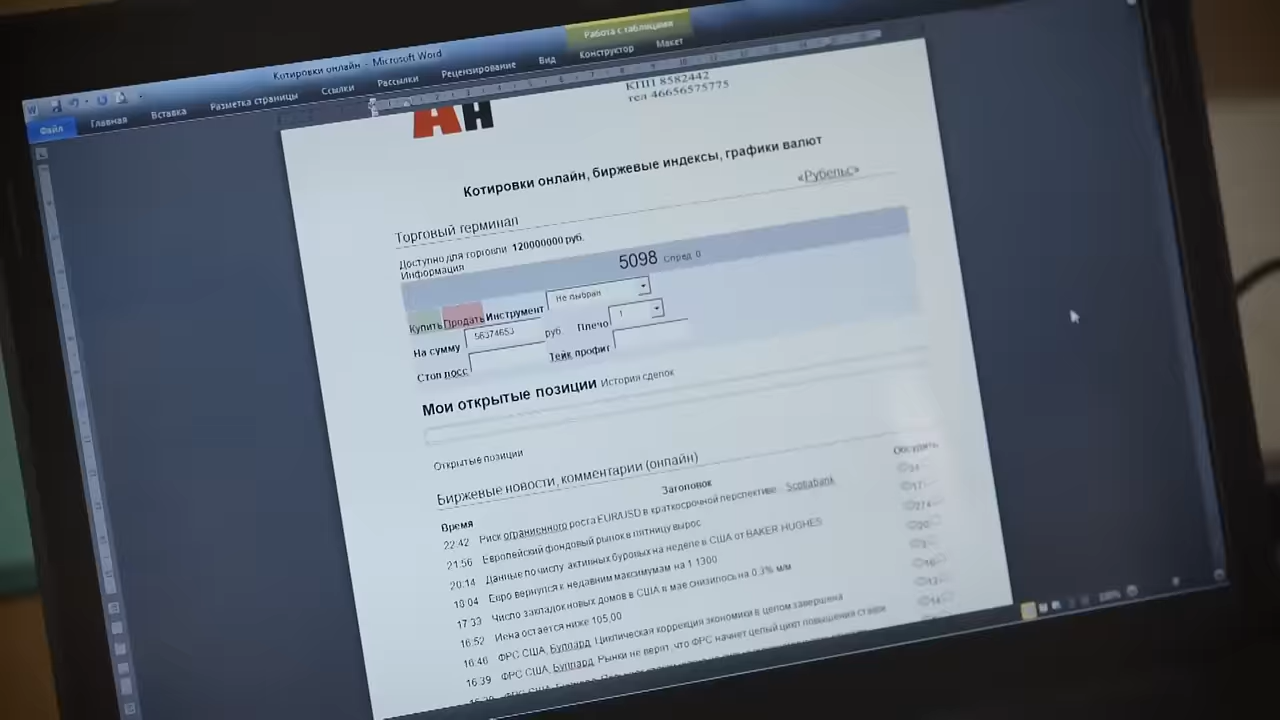 Работа с таблицами
Котировки онлайн - Microsoft Word
Файл Главная Вставка Разметка страницы Ссылки Рассылки Рецензирование Вид Конструктор Макет
АН
КПП 8582442
тел 46656575775
Котировки онлайн, биржевые индексы, графики валют
«Рубельс»
Торговый терминал
Доступно для торговли 120000000 руб.
Информация
5098 Спред 0
Купить Продать Инструмент Не выбран
На сумму 56374653 руб. Плечо 1
Стоп лосс Тейк профит
Мои открытые позиции История сделок
Открытые позиции
Биржевые новости, комментарии (онлайн)
Время Заголовок Обсудить
22:42 Риск ограниченного роста EUR/USD в краткосрочной перспективе Scotiabank
21:56 Европейский фондовый рынок в пятницу вырос
20:14 Данные по числу активных буровых на неделе в США от BAKER HUGHES 274
18 04 Евро вернулся к недавним максимумам на 1 1300
17 33 Число закладок новых домов в США в мае снизилось на 0.3% м/м
16:52 Иена остается ниже 105,00
16:46 ФРС США, Буллард. Циклическая коррекция экономики в целом завершена
16:39 ФРС США, Буллард. Рынки не верят, что ФРС начнет целый цикл повышения ставок